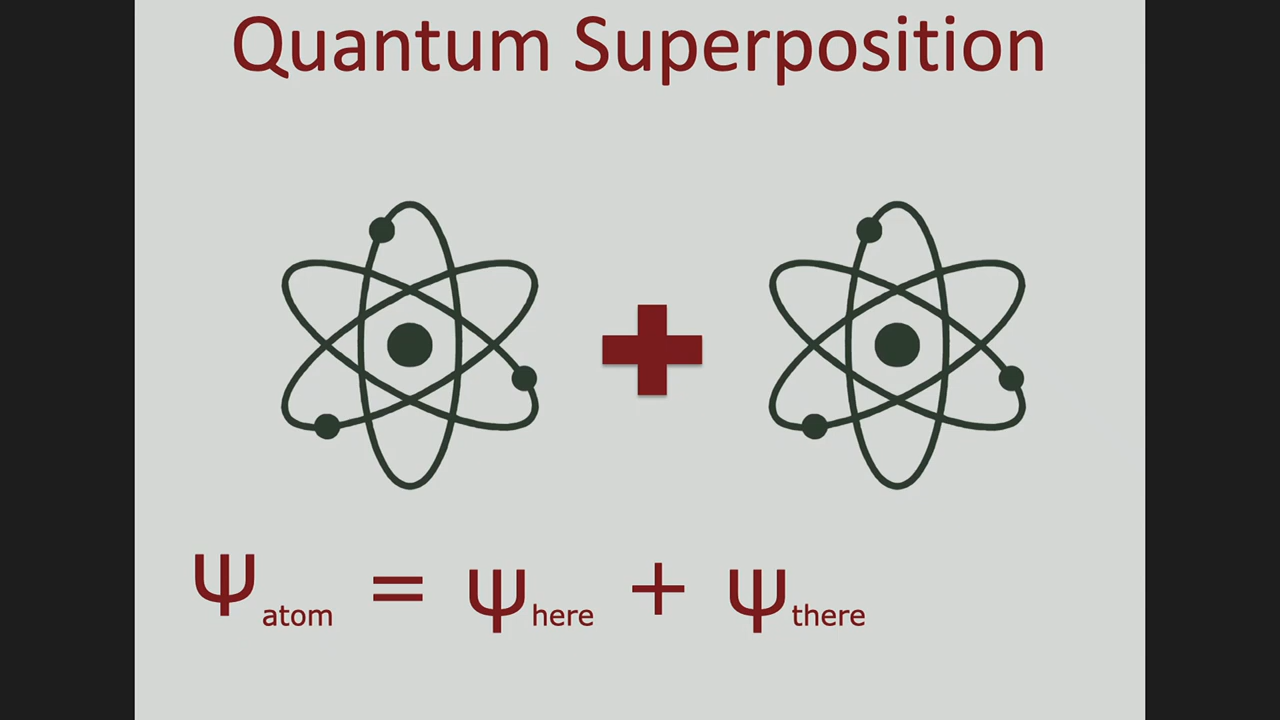 Quantum Superposition
Ψatom = ψhere + ψthere